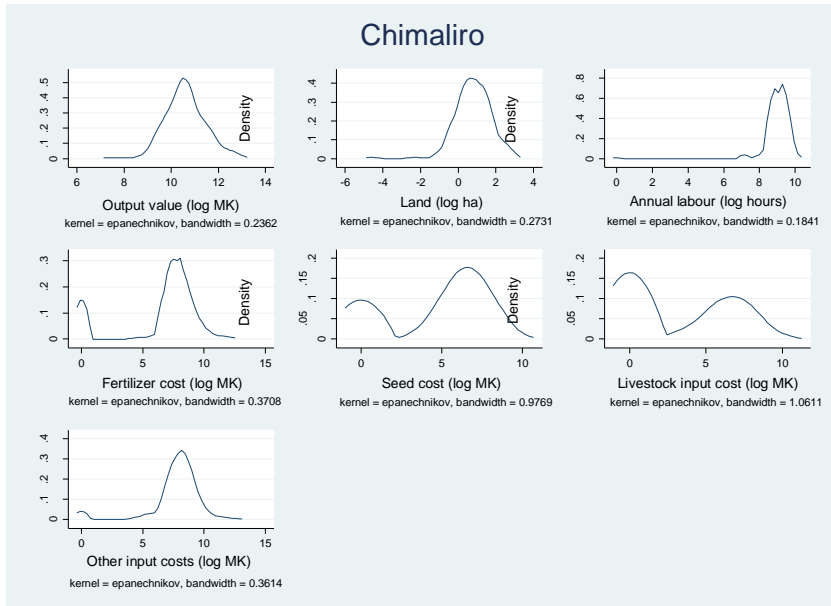 Chimaliro
Density
0 .1 .2 .3 .4 .5
6 8 10 12 14
Output value (log MK)
kernel = epanechnikov, bandwidth = 0.2362
Density
0 .1 .2 .3 .4
-6 -4 -2 0 2 4
Land (log ha)
kernel = epanechnikov, bandwidth = 0.2731
0 .2 .4 .6 .8
0 2 4 6 8 10
Annual labour (log hours)
kernel = epanechnikov, bandwidth = 0.1841
Density
0 .1 .2 .3
0 5 10 15
Fertilizer cost (log MK)
kernel = epanechnikov, bandwidth = 0.3708
Density
0 .05 .1 .15 .2
0 5 10
Seed cost (log MK)
kernel = epanechnikov, bandwidth = 0.9769
0 .05 .1 .15 .2
0 5 10
Livestock input cost (log MK)
kernel = epanechnikov, bandwidth = 1.0611
0 .1 .2 .3 .4
0 5 10 15
Other input costs (log MK)
kernel = epanechnikov, bandwidth = 0.3614